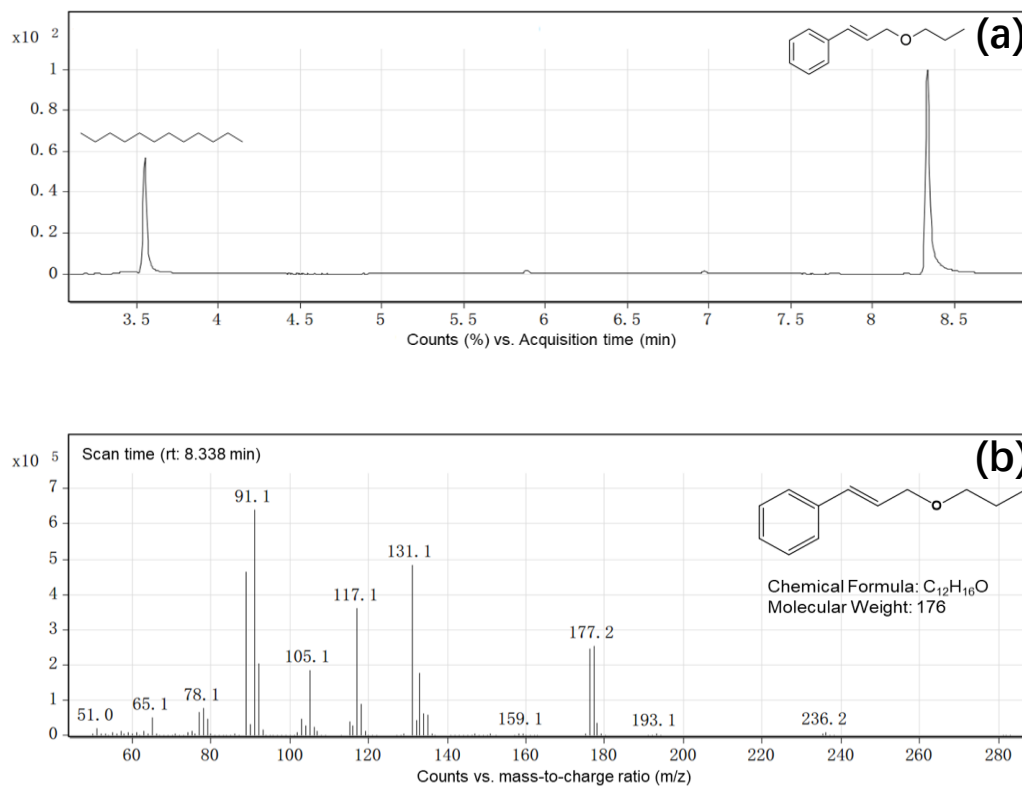 (a)
x10 2
1
0. 8
0. 6
0. 4
0. 2
0
O
3. 5 4 4. 5 5 5. 5 6 6. 5 7 7. 5 8 8. 5
Counts (%) vs. Acquisition time (min)
(b)
x10 5
Scan time (rt: 8.338 min)
7
6
5
4
3
2
1
0
91. 1
131. 1
117. 1
177. 2
105. 1
78. 1
65. 1
51. 0
159. 1
193. 1
236. 2
O
Chemical Formula: C₁₂H₁₆O
Molecular Weight: 176
60 80 100 120 140 160 180 200 220 240 260 280
Counts vs. mass-to-charge ratio (m/z)